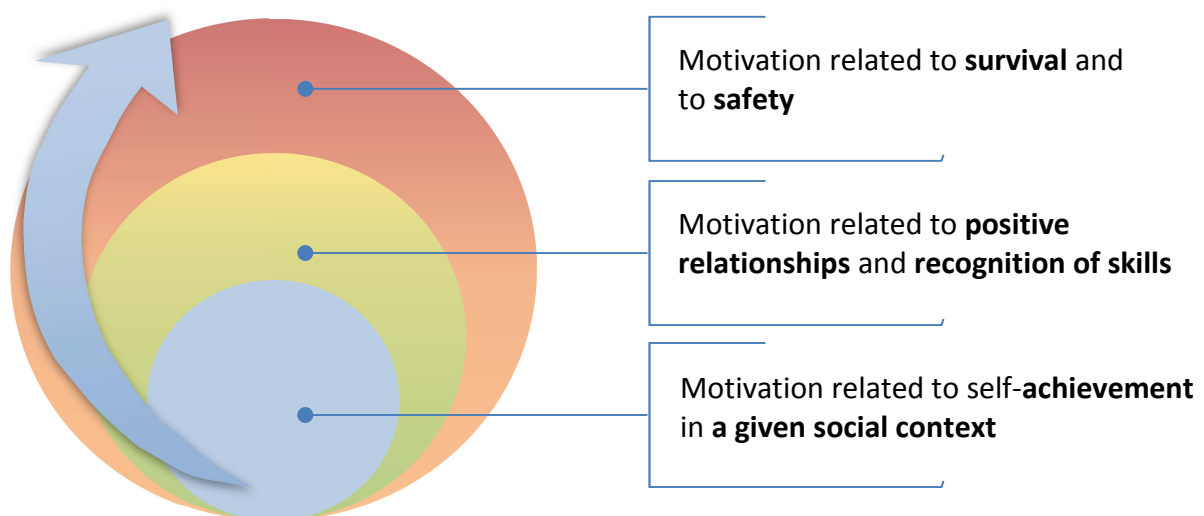 Motivation related to survival and
to safety
Motivation related to positive
relationships and recognition of skills
Motivation related to self-achievement
in a given social context